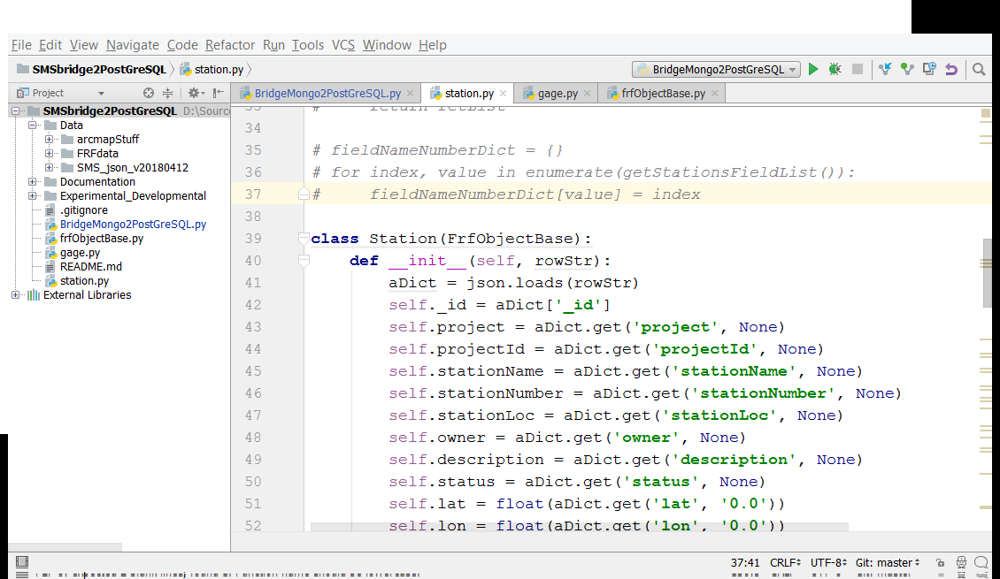 File Edit View Navigate Code Refactor Run Tools VCS Window Help
SMSbridge2PostGreSQL station.py BridgeMongo2PostGreSQL
Project BridgeMongo2PostGreSQL.py station.py gage.py frfObjectBase.py
SMSbridge2PostGreSQL D:\Sourc
Data
arcmapStuff
FRFdata
SMS_json_v20180412
Documentation
Experimental_Developmental
.gitignore
BridgeMongo2PostGreSQL.py
frfObjectBase.py
gage.py
README.md
station.py
External Libraries
33 # return retList
34
35 # fieldNameNumberDict = {}
36 # for index, value in enumerate(getStationsFieldList()):
37 # fieldNameNumberDict[value] = index
38
39 class Station(FrfObjectBase):
40 def __init__(self, rowStr):
41 aDict = json.loads(rowStr)
42 self._id = aDict['_id']
43 self.project = aDict.get('project', None)
44 self.projectId = aDict.get('projectId', None)
45 self.stationName = aDict.get('stationName', None)
46 self.stationNumber = aDict.get('stationNumber', None)
47 self.stationLoc = aDict.get('stationLoc', None)
48 self.owner = aDict.get('owner', None)
49 self.description = aDict.get('description', None)
50 self.status = aDict.get('status', None)
51 self.lat = float(aDict.get('lat', '0.0'))
52 self.lon = float(aDict.get('lon', '0.0'))
37:41 CRLF UTF-8 Git: master